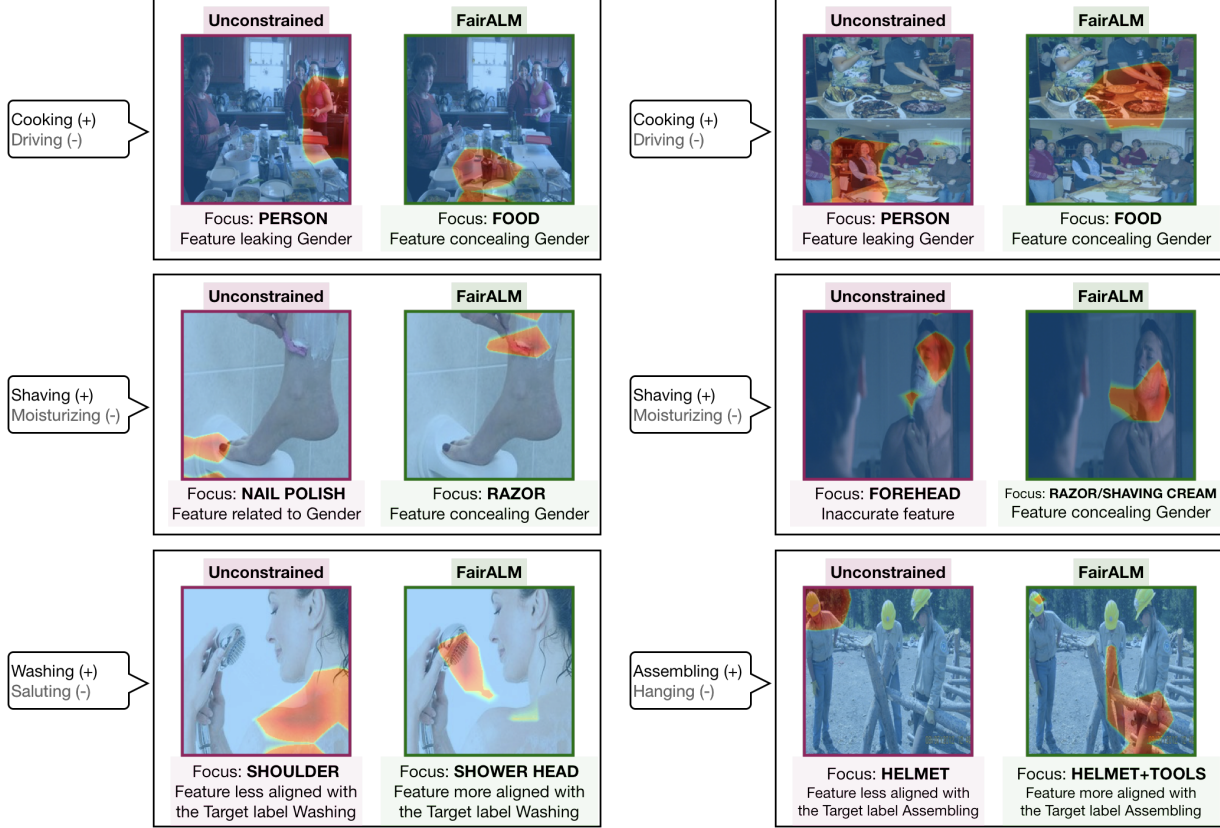 Unconstrained
FairALM
Cooking (+)
Driving (-)
Focus: PERSON
Feature leaking Gender
Focus: FOOD
Feature concealing Gender
Unconstrained
FairALM
Cooking (+)
Driving (-)
Focus: PERSON
Feature leaking Gender
Focus: FOOD
Feature concealing Gender
Unconstrained
FairALM
Shaving (+)
Moisturizing (-)
Focus: NAIL POLISH
Feature related to Gender
Focus: RAZOR
Feature concealing Gender
Unconstrained
FairALM
Shaving (+)
Moisturizing (-)
Focus: FOREHEAD
Inaccurate feature
Focus: RAZOR/SHAVING CREAM
Feature concealing Gender
Unconstrained
FairALM
Washing (+)
Saluting (-)
Focus: SHOULDER
Feature less aligned with
the Target label Washing
Focus: SHOWER HEAD
Feature more aligned with
the Target label Washing
Unconstrained
FairALM
Assembling (+)
Hanging (-)
Focus: HELMET
Feature less aligned with
the Target label Assembling
Focus: HELMET+TOOLS
Feature more aligned with
the Target label Assembling